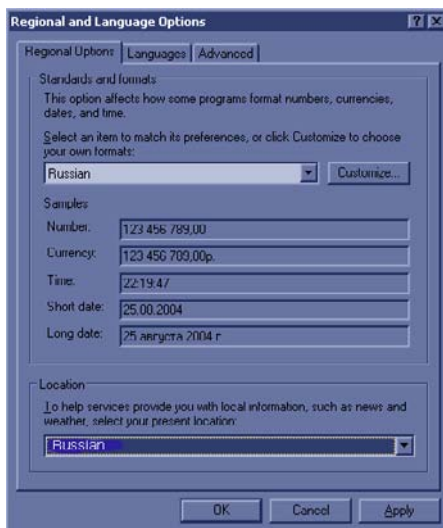 Regional and Language Options
Regional Options Languages Advanced
Standards and formats
This option affects how some programs format numbers, currencies,
dates, and time.
Select an item to match its preferences, or click Customize to choose
your own formats:
Russian Customize...
Samples
Number: 123 456 789,00
Currency: 123 456 789,00р.
Time: 22:19:47
Short date: 25.08.2004
Long date: 25 августа 2004 г.
Location
To help services provide you with local information, such as news and
weather, select your present location:
Russian
OK Cancel Apply